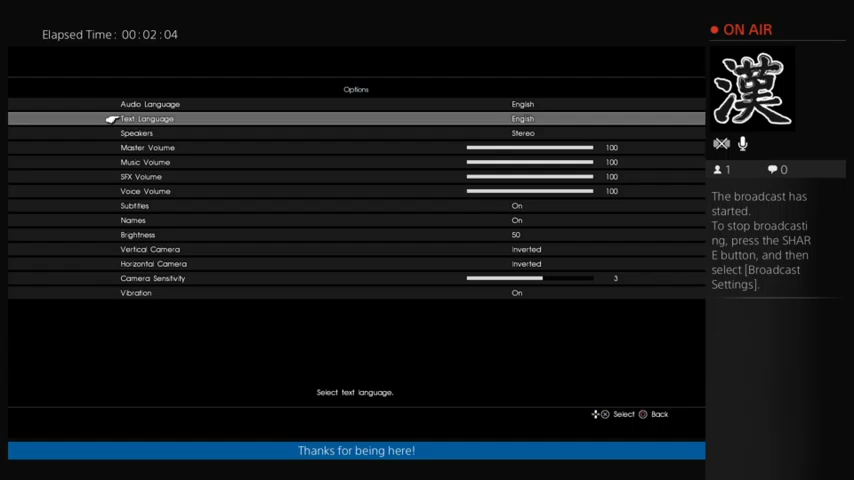 Elapsed Time: 00:02:04
ON AIR
漢
Options
Audio Language English
Text Language English
Speakers Stereo
Master Volume 100
Music Volume 100
SFX Volume 100
Voice Volume 100
Subtitles On
Names On
Brightness 50
Vertical Camera Inverted
Horizontal Camera Inverted
Camera Sensitivity 3
Vibration On
Select text language.
Select Back
Thanks for being here!
1 0
The broadcast has
started.
To stop broadcasti
ng, press the SHAR
E button, and then
select [Broadcast
Settings].